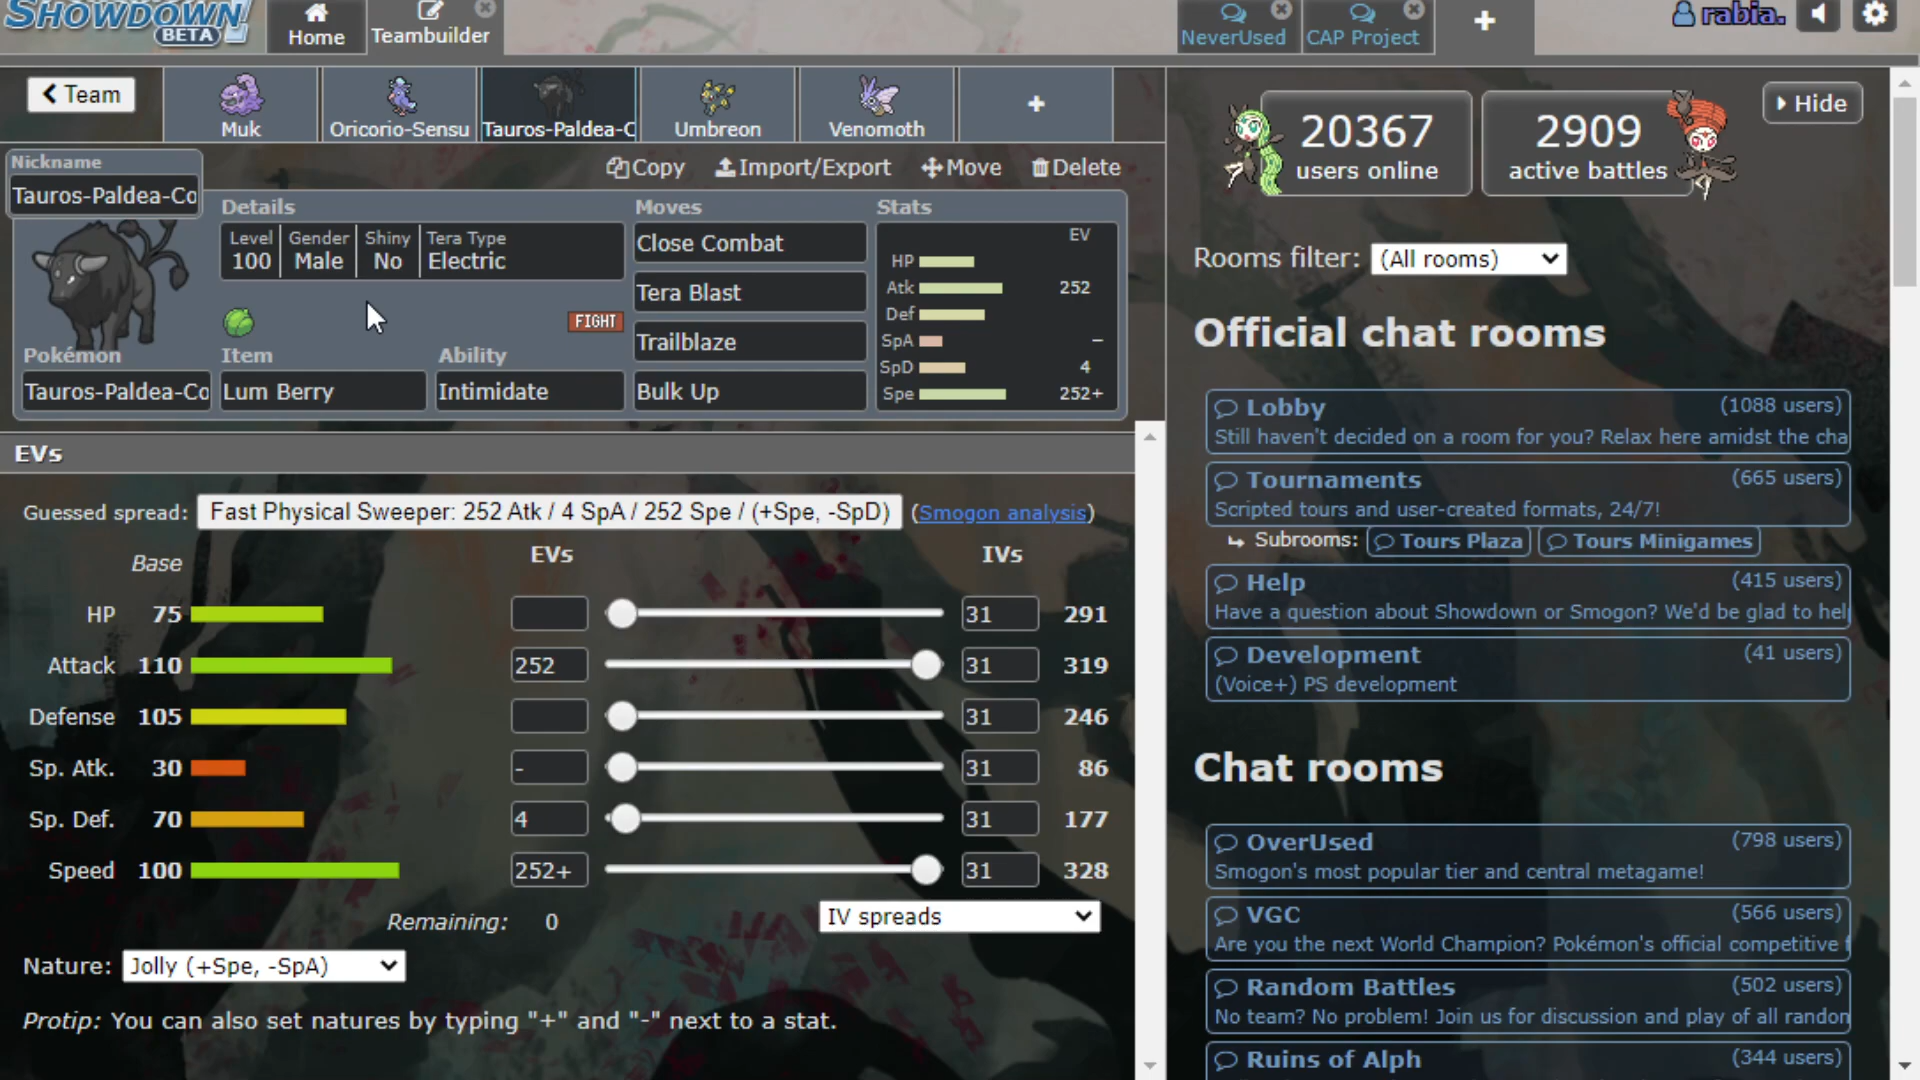 SHOWDOWN!
BETA
Home
Teambuilder
NeverUsed
CAP Project
+
rabia.
Team
Muk
Oricorio-Sensu
Tauros-Paldea-C
Umbreon
Venomoth
+
Nickname
Tauros-Paldea-Co
Copy
Import/Export
Move
Delete
Details
Level
100
Gender
Male
Shiny
No
Tera Type
Electric
FIGHT
Pokémon
Tauros-Paldea-Co
Item
Lum Berry
Ability
Intimidate
Moves
Close Combat
Tera Blast
Trailblaze
Bulk Up
Stats
EV
HP
Atk 252
Def
SpA –
SpD 4
Spe 252+
EVs
Guessed spread: Fast Physical Sweeper: 252 Atk / 4 SpA / 252 Spe / (+Spe, -SpD) (Smogon analysis)
Base EVs IVs
HP 75 31 291
Attack 110 252 31 319
Defense 105 31 246
Sp. Atk. 30 - 31 86
Sp. Def. 70 4 31 177
Speed 100 252+ 31 328
Remaining: 0
IV spreads
Nature: Jolly (+Spe, -SpA)
Protip: You can also set natures by typing "+" and "-" next to a stat.
20367
users online
2909
active battles
Hide
Rooms filter: (All rooms)
Official chat rooms
Lobby (1088 users)
Still haven't decided on a room for you? Relax here amidst the cha
Tournaments (665 users)
Scripted tours and user-created formats, 24/7!
Subrooms: Tours Plaza Tours Minigames
Help (415 users)
Have a question about Showdown or Smogon? We'd be glad to hel
Development (41 users)
(Voice+) PS development
Chat rooms
OverUsed (798 users)
Smogon's most popular tier and central metagame!
VGC (566 users)
Are you the next World Champion? Pokémon's official competitive
Random Battles (502 users)
No team? No problem! Join us for discussion and play of all random
Ruins of Alph (344 users)